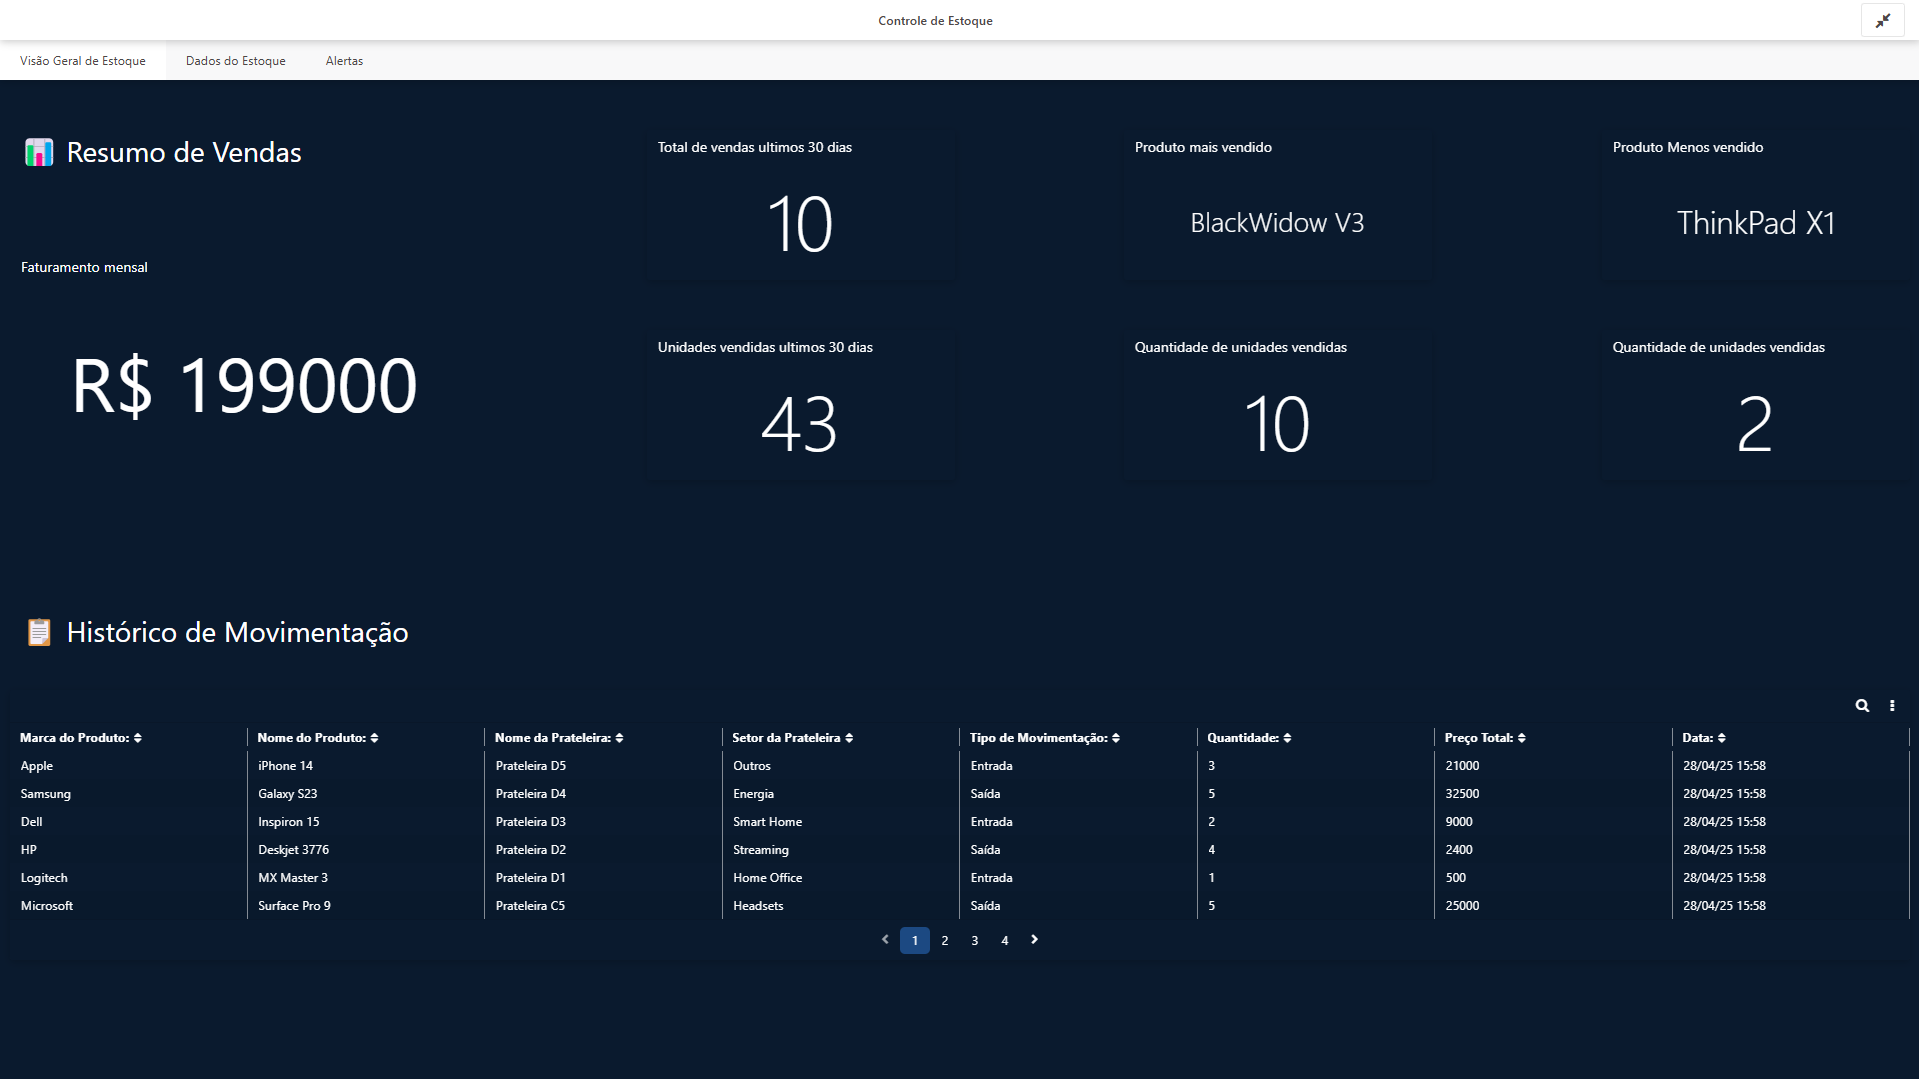 Controle de Estoque
Visão Geral de Estoque Dados do Estoque Alertas
Resumo de Vendas
Faturamento mensal
R$ 199000
Total de vendas ultimos 30 dias
10
Produto mais vendido
BlackWidow V3
Produto Menos vendido
ThinkPad X1
Unidades vendidas ultimos 30 dias
43
Quantidade de unidades vendidas
10
Quantidade de unidades vendidas
2
Histórico de Movimentação
Marca do Produto: Nome do Produto: Nome da Prateleira: Setor da Prateleira Tipo de Movimentação: Quantidade: Preço Total: Data:
Apple iPhone 14 Prateleira D5 Outros Entrada 3 21000 28/04/25 15:58
Samsung Galaxy S23 Prateleira D4 Energia Saída 5 32500 28/04/25 15:58
Dell Inspiron 15 Prateleira D3 Smart Home Entrada 2 9000 28/04/25 15:58
HP Deskjet 3776 Prateleira D2 Streaming Saída 4 2400 28/04/25 15:58
Logitech MX Master 3 Prateleira D1 Home Office Entrada 1 500 28/04/25 15:58
Microsoft Surface Pro 9 Prateleira C5 Headsets Saída 5 25000 28/04/25 15:58
1 2 3 4